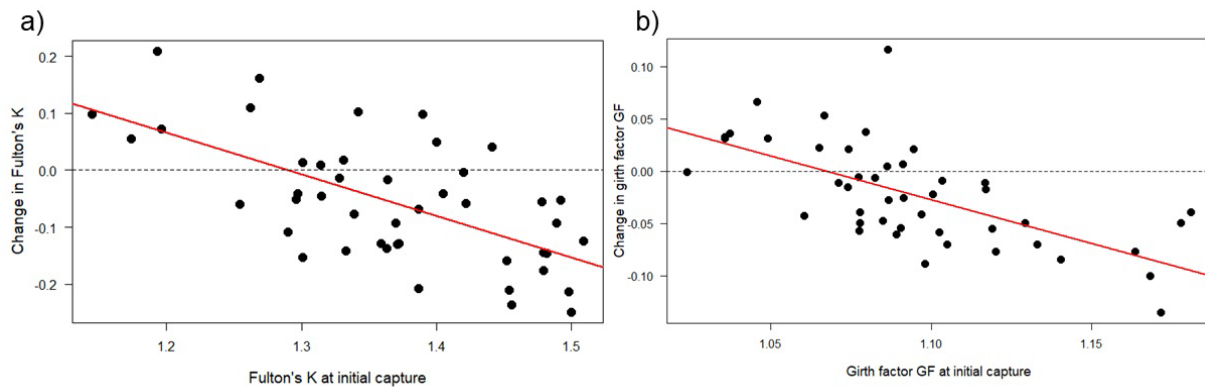 a)
Change in Fulton's K
0.2
0.1
0.0
-0.1
-0.2
1.2 1.3 1.4 1.5
Fulton's K at initial capture
b)
Change in girth factor GF
0.10
0.05
0.00
-0.05
-0.10
1.05 1.10 1.15
Girth factor GF at initial capture